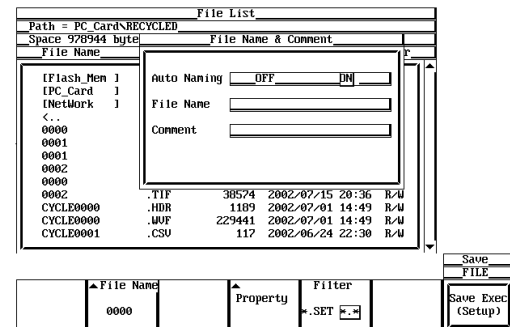 File List
Path = PC_Card\RECYCLED
Space 978944 byte
File Name & Comment
File Name
r
[Flash_Mem ]
[PC_Card ]
[NetWork ]
<..
0000
0001
0001
0002
0000
Auto Naming OFF ON
File Name
Comment
0002 .TIF 38574 2002/07/15 20:36 R/W
CYCLE0000 .HDR 1189 2002/07/01 14:49 R/W
CYCLE0000 .WVF 229441 2002/07/01 14:49 R/W
CYCLE0001 .CSV 117 2002/06/24 22:30 R/W
Save
FILE
File Name
0000
Property
Filter
*.SET *.*
Save Exec
(Setup)